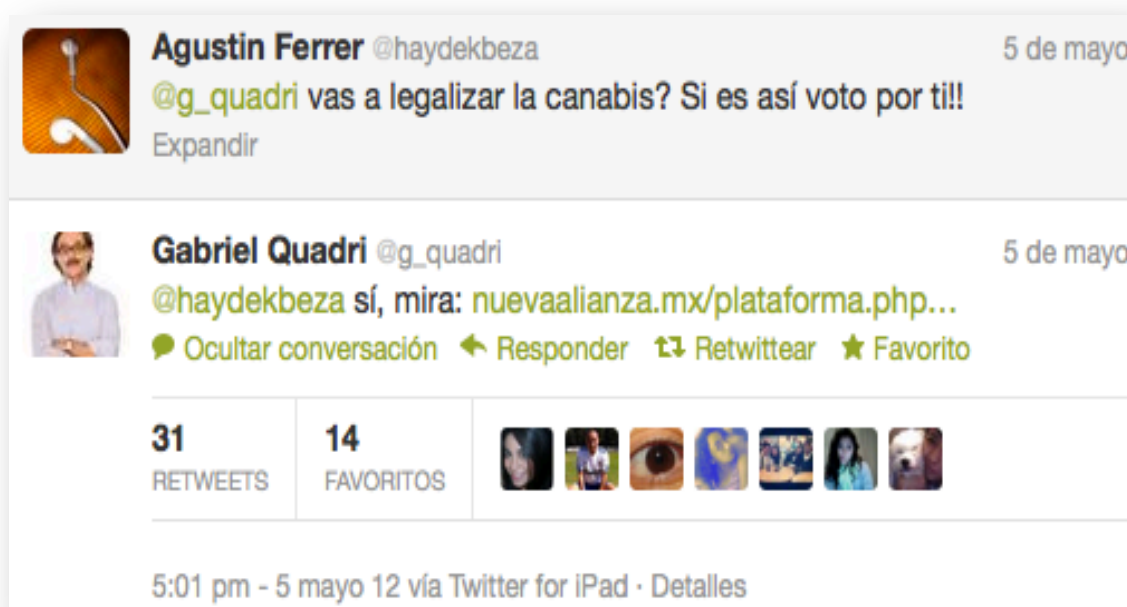 Agustin Ferrer @haydekbeza 5 de mayo
@g_quadri vas a legalizar la canabis? Si es así voto por ti!!
Expandir
Gabriel Quadri @g_quadri 5 de mayo
@haydekbeza sí, mira: nuevaalianza.mx/plataforma.php...
Ocultar conversación Responder Retwittear Favorito
31 14
RETWEETS FAVORITOS
5:01 pm - 5 mayo 12 vía Twitter for iPad · Detalles